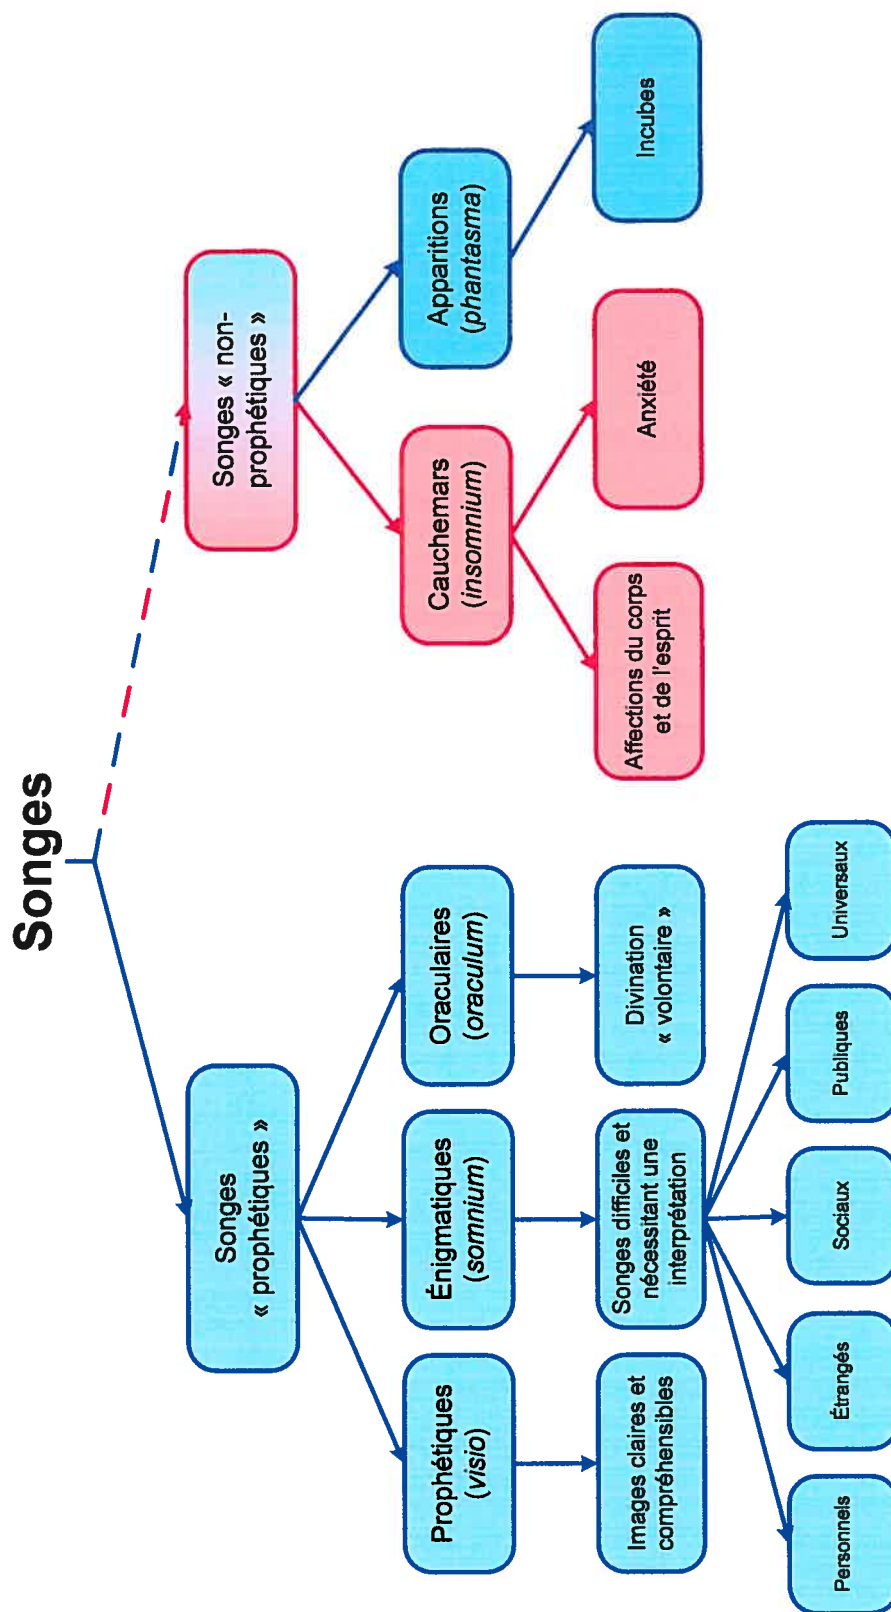 Songes
Songes
« prophétiques »
Songes « non-
prophétiques »
Prophétiques
(visio)
Énigmatiques
(somnium)
Oraculaires
(oraculum)
Cauchemars
(insomnium)
Apparitions
(phantasma)
Images claires et
compréhensibles
Songes difficiles et
nécessitant une
interprétation
Divination
« volontaire »
Affections du corps
et de l'esprit
Anxiété
Incubes
Personnels
Étrangés
Sociaux
Publiques
Universaux